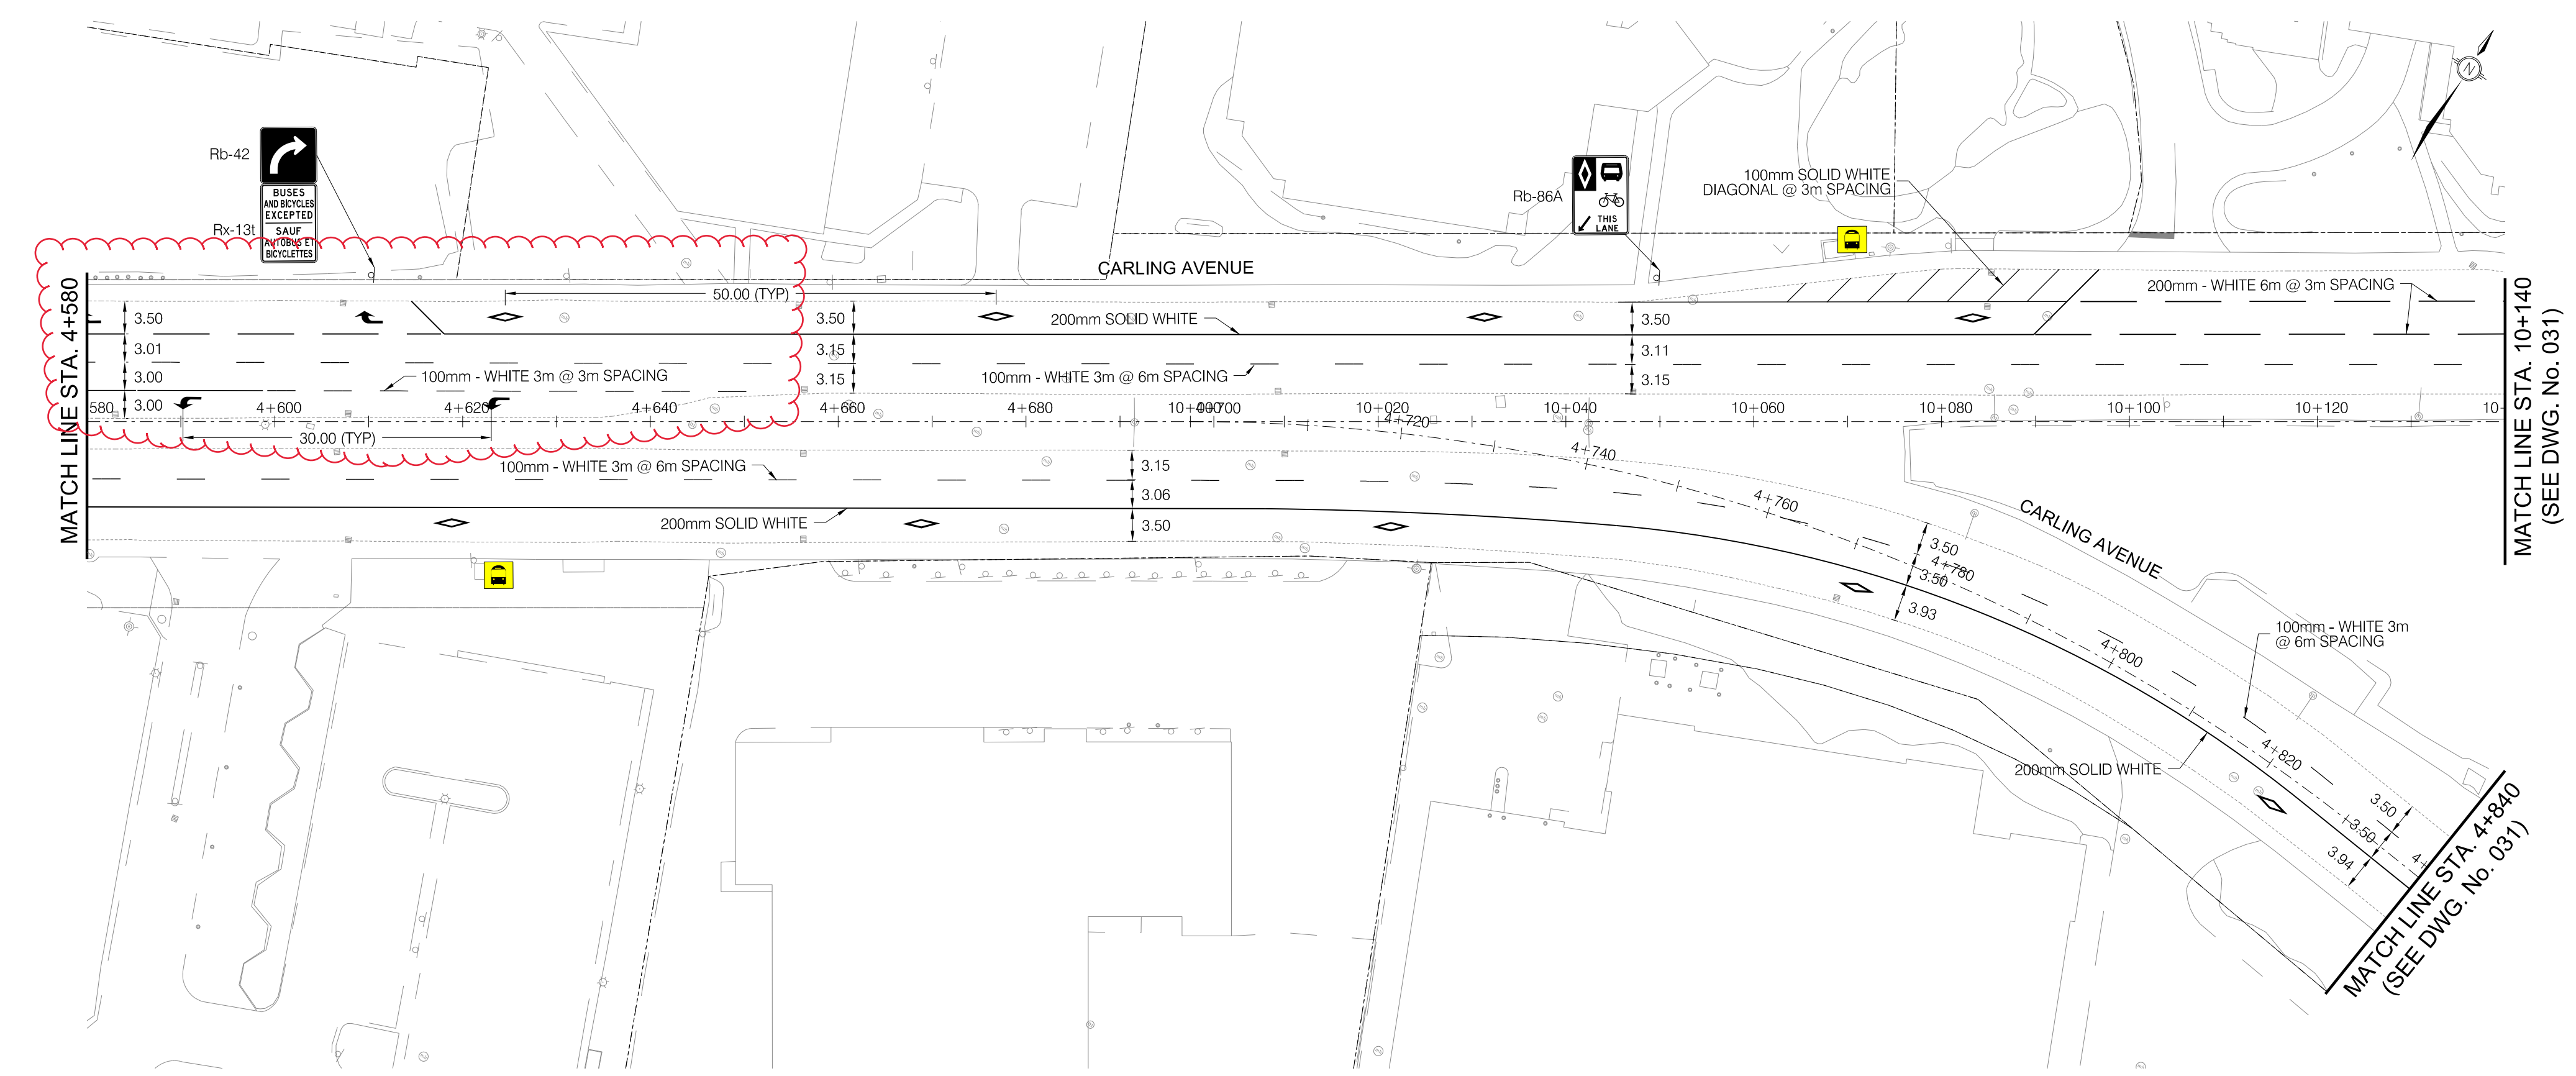 Rb-42
BUSES
AND BICYCLES
EXCEPTED
SAUF
AUTOBUS ET
BICYCLETTES
Rx-13t
Rb-86A
THIS
LANE
100mm SOLID WHITE
DIAGONAL @ 3m SPACING
N
CARLING AVENUE
MATCH LINE STA. 4+580
50.00 (TYP)
200mm - WHITE 6m @ 3m SPACING
MATCH LINE STA. 10+140
(SEE DWG. No. 031)
3.50
3.50
200mm SOLID WHITE
3.50
3.01
3.15
3.11
3.00
100mm - WHITE 3m @ 3m SPACING
3.15
100mm - WHITE 3m @ 6m SPACING
3.15
3.00
580
4+600
4+620
4+640
4+660
4+680
10+000
4+700
10+020
10+040
10+060
10+080
10+100
10+120
10-
4+720
30.00 (TYP)
4+740
100mm - WHITE 3m @ 6m SPACING
3.15
3.06
4+760
CARLING AVENUE
200mm SOLID WHITE
3.50
3.50
4+780
3.50
3.93
100mm - WHITE 3m
@ 6m SPACING
4+800
4+820
200mm SOLID WHITE
3.50
3.50
3.94
4+
MATCH LINE STA. 4+840
(SEE DWG. No. 031)